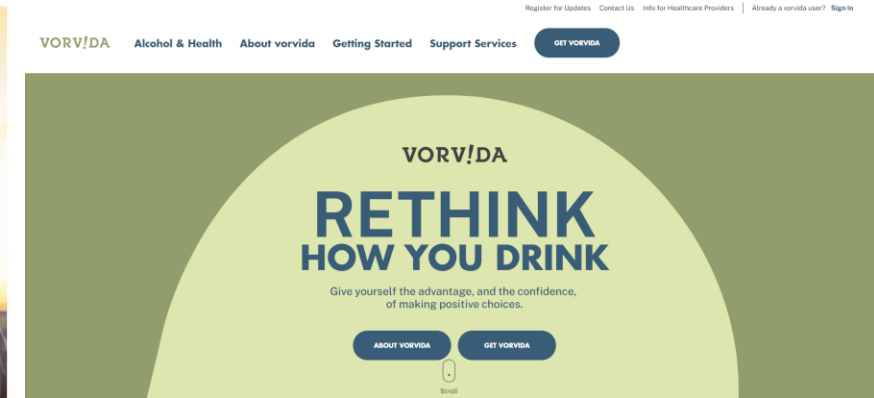 Register for Updates Contact Us Info for Healthcare Providers Already a vorvida user? Sign In
VORV!DA Alcohol & Health About vorvida Getting Started Support Services GET VORVIDA
VORV!DA
RETHINK
HOW YOU DRINK
Give yourself the advantage, and the confidence,
of making positive choices.
ABOUT VORVIDA GET VORVIDA
Scroll